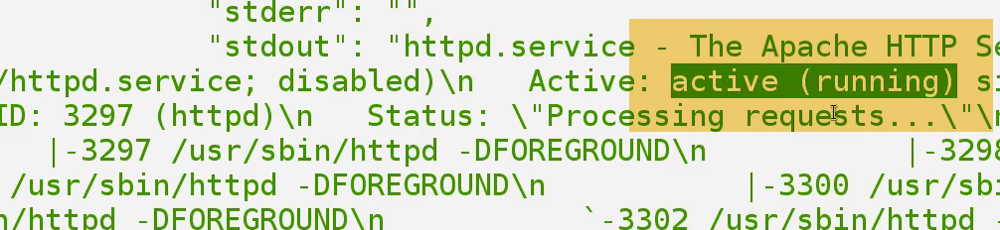 "stderr": "",
"stdout": "httpd.service - The Apache HTTP Se
/httpd.service; disabled)\n   Active: active (running) si
ID: 3297 (httpd)\n   Status: \"Processing requests...\"\n
|-3297 /usr/sbin/httpd -DFOREGROUND\n           |-3298
/usr/sbin/httpd -DFOREGROUND\n           |-3300 /usr/sbi
n/httpd -DFOREGROUND\n           `-3302 /usr/sbin/httpd -